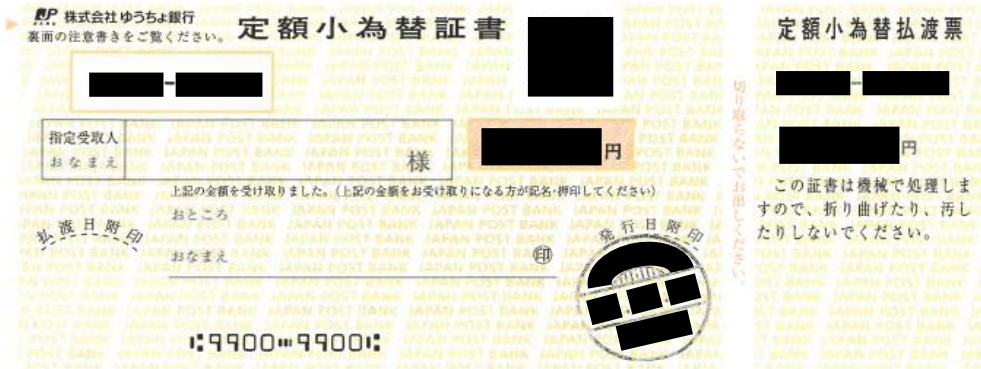 JP 株式会社 ゆうちょ銀行
裏面の注意書きをご覧ください。
定額小為替証書
-
指定受取人
おなまえ
様
円
上記の金額を受け取りました。(上記の金額をお受け取りになる方が記名・押印してください)
おところ
おなまえ
印
払渡日附印
発行日附印
⑆9900⑉9900⑆
切り取らないでお出しください。
定額小為替払渡票
-
円
この証書は機械で処理しま
すので、折り曲げたり、汚し
たりしないでください。
JAPAN POST BANK